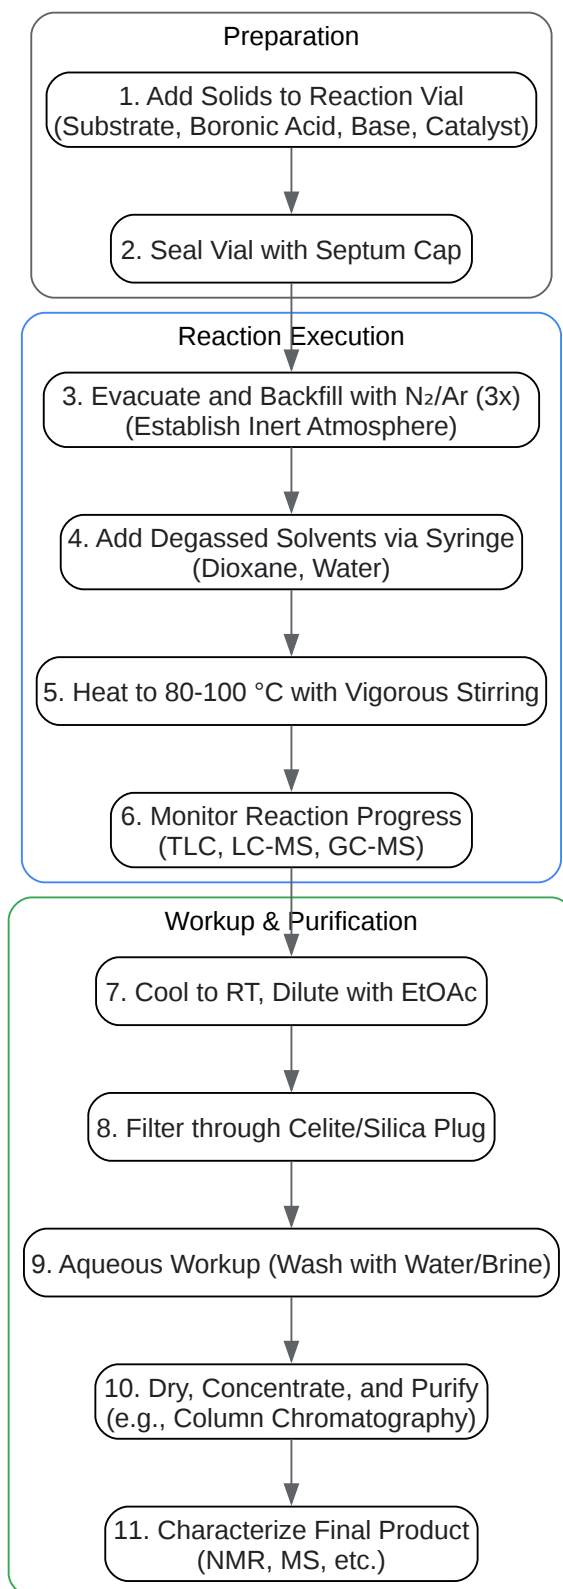 Preparation
1. Add Solids to Reaction Vial
(Substrate, Boronic Acid, Base, Catalyst)
2. Seal Vial with Septum Cap
Reaction Execution
3. Evacuate and Backfill with N₂/Ar (3x)
(Establish Inert Atmosphere)
4. Add Degassed Solvents via Syringe
(Dioxane, Water)
5. Heat to 80-100 °C with Vigorous Stirring
6. Monitor Reaction Progress
(TLC, LC-MS, GC-MS)
Workup & Purification
7. Cool to RT, Dilute with EtOAc
8. Filter through Celite/Silica Plug
9. Aqueous Workup (Wash with Water/Brine)
10. Dry, Concentrate, and Purify
(e.g., Column Chromatography)
11. Characterize Final Product
(NMR, MS, etc.)